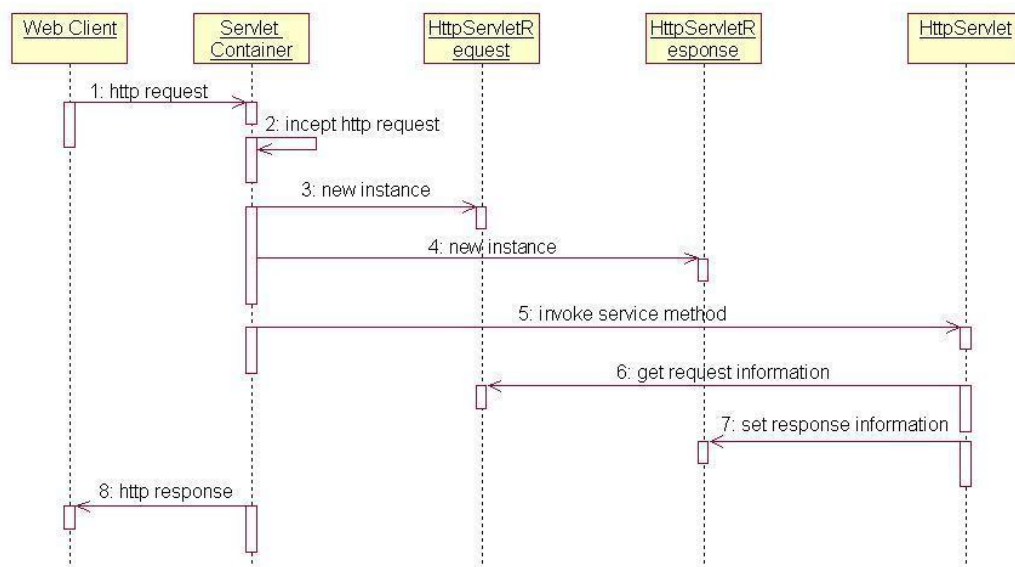 Web Client
Servlet
Container
HttpServletR
equest
HttpServletR
esponse
HttpServlet
1: http request
2: incept http request
3: new instance
4: new instance
5: invoke service method
6: get request information
7: set response information
8: http response